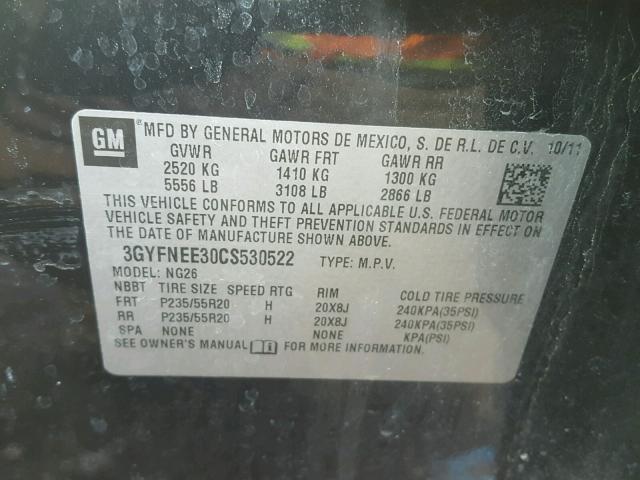 GM
® MFD BY GENERAL MOTORS DE MEXICO, S. DE R.L. DE C.V. 10/11
GVWR GAWR FRT GAWR RR
2520 KG 1410 KG 1300 KG
5556 LB 3108 LB 2866 LB
THIS VEHICLE CONFORMS TO ALL APPLICABLE U.S. FEDERAL MOTOR
VEHICLE SAFETY AND THEFT PREVENTION STANDARDS IN EFFECT ON
THE DATE OF MANUFACTURE SHOWN ABOVE.
3GYFNEE30CS530522 TYPE: M.P.V.
MODEL: NG26
NBBT TIRE SIZE SPEED RTG RIM COLD TIRE PRESSURE
FRT P235/55R20 H 20X8J 240KPA(35PSI)
RR P235/55R20 H 20X8J 240KPA(35PSI)
SPA NONE NONE KPA(PSI)
SEE OWNER'S MANUAL FOR MORE INFORMATION.